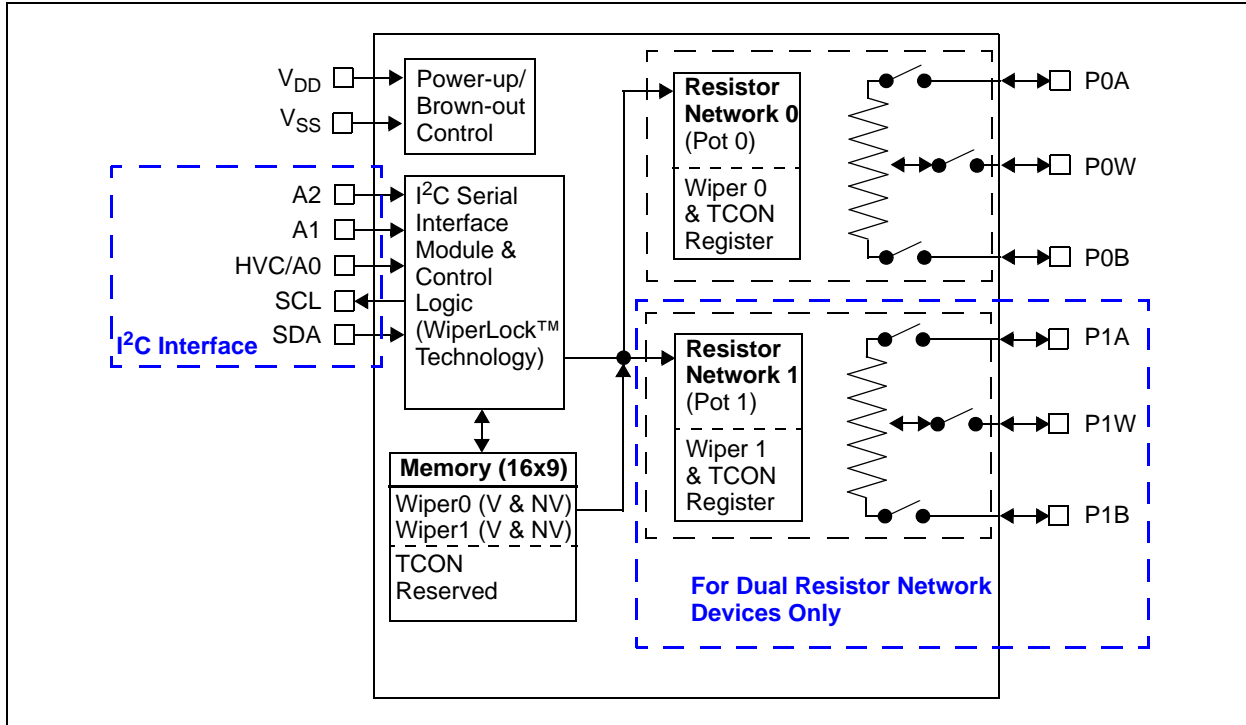 V_DD
V_SS
Power-up/
Brown-out
Control
A2
A1
HVC/A0
SCL
SDA
I²C Interface
I²C Serial
Interface
Module &
Control
Logic
(WiperLock™
Technology)
Memory (16x9)
Wiper0 (V & NV)
Wiper1 (V & NV)
TCON
Reserved
Resistor
Network 0
(Pot 0)
Wiper 0
& TCON
Register
P0A
P0W
P0B
Resistor
Network 1
(Pot 1)
Wiper 1
& TCON
Register
P1A
P1W
P1B
For Dual Resistor Network
Devices Only